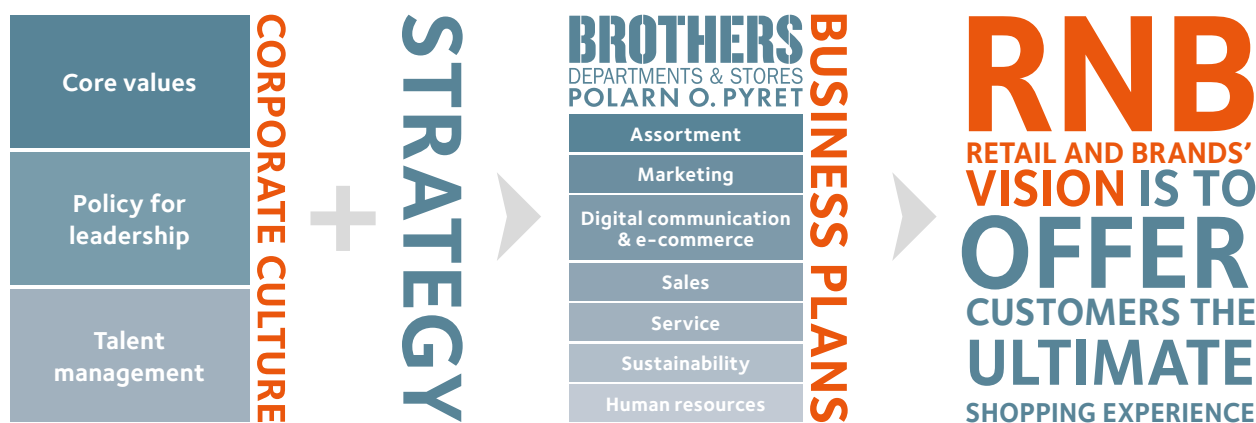 Core values
Policy for
leadership
Talent
management
CORPORATE CULTURE
+
STRATEGY
BROTHERS
DEPARTMENTS & STORES
POLARN O. PYRET
Assortment
Marketing
Digital communication
& e-commerce
Sales
Service
Sustainability
Human resources
BUSINESS PLANS
RNB
RETAIL AND BRANDS’
VISION IS TO
OFFER
CUSTOMERS THE
ULTIMATE
SHOPPING EXPERIENCE